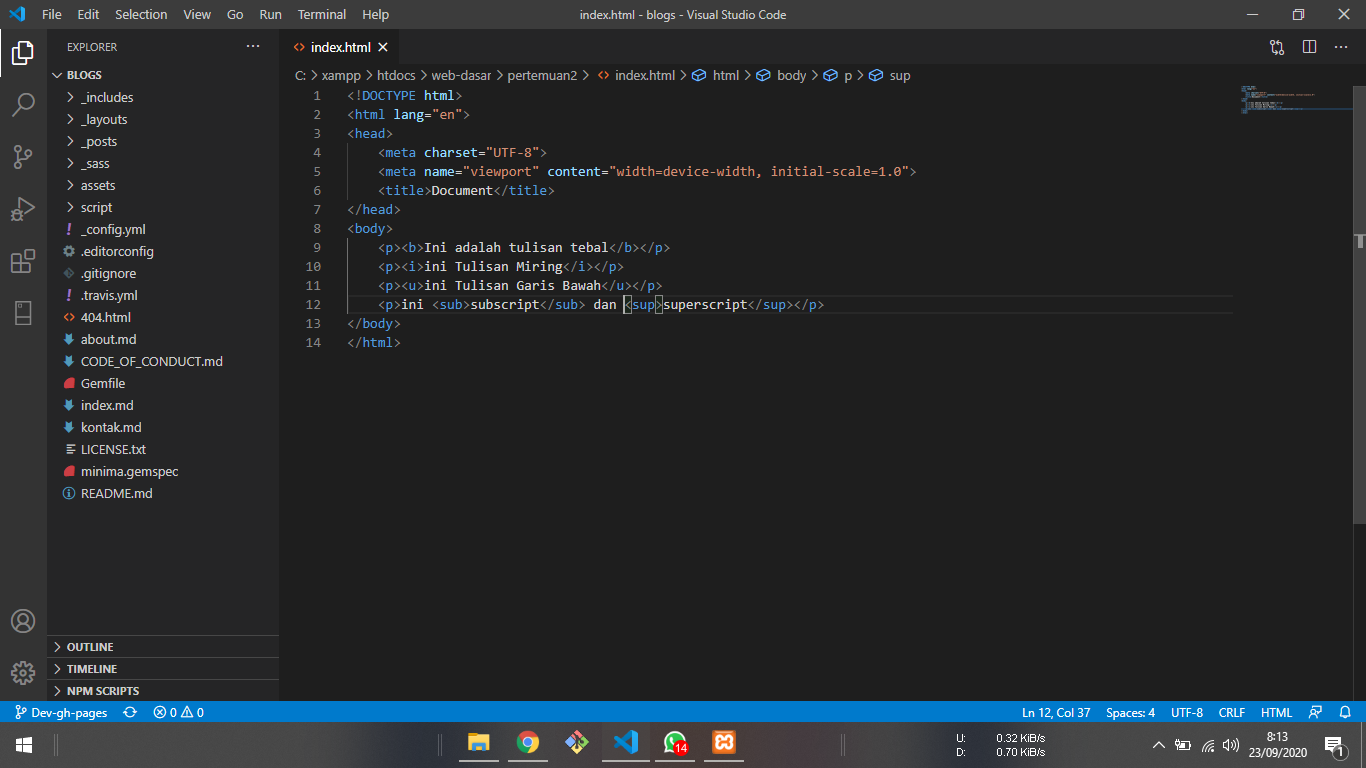 File Edit Selection View Go Run Terminal Help
index.html - blogs - Visual Studio Code
EXPLORER
BLOGS
_includes
_layouts
_posts
_sass
assets
script
! _config.yml
.editorconfig
.gitignore
! .travis.yml
<> 404.html
about.md
CODE_OF_CONDUCT.md
Gemfile
index.md
kontak.md
LICENSE.txt
minima.gemspec
README.md
OUTLINE
TIMELINE
NPM SCRIPTS
<> index.html ×
C: > xampp > htdocs > web-dasar > pertemuan2 > <> index.html > html > body > p > sup
1 <!DOCTYPE html>
2 <html lang="en">
3 <head>
4 <meta charset="UTF-8">
5 <meta name="viewport" content="width=device-width, initial-scale=1.0">
6 <title>Document</title>
7 </head>
8 <body>
9 <p><b>Ini adalah tulisan tebal</b></p>
10 <p><i>ini Tulisan Miring</i></p>
11 <p><u>ini Tulisan Garis Bawah</u></p>
12 <p>ini <sub>subscript</sub> dan <sup>superscript</sup></p>
13 </body>
14 </html>
Dev-gh-pages 0 0
Ln 12, Col 37 Spaces: 4 UTF-8 CRLF HTML
14
U: 0.32 KiB/s
D: 0.70 KiB/s
8:13
23/09/2020
1